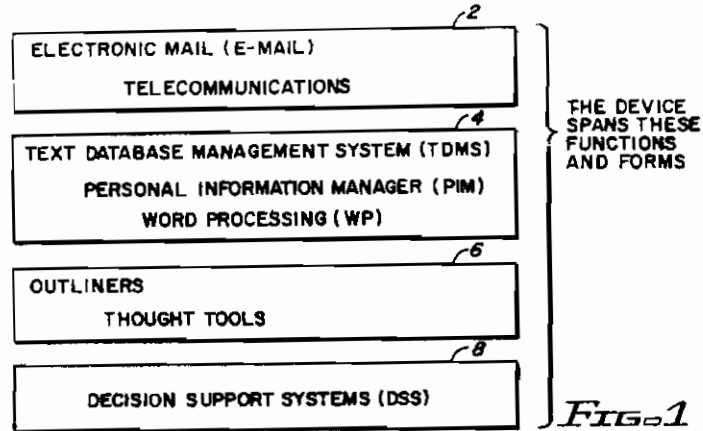 2
ELECTRONIC MAIL (E-MAIL)
TELECOMMUNICATIONS
4
TEXT DATABASE MANAGEMENT SYSTEM (TDMS)
PERSONAL INFORMATION MANAGER (PIM)
WORD PROCESSING (WP)
6
OUTLINERS
THOUGHT TOOLS
8
DECISION SUPPORT SYSTEMS (DSS)
THE DEVICE
SPANS THESE
FUNCTIONS
AND FORMS
FIG. 1